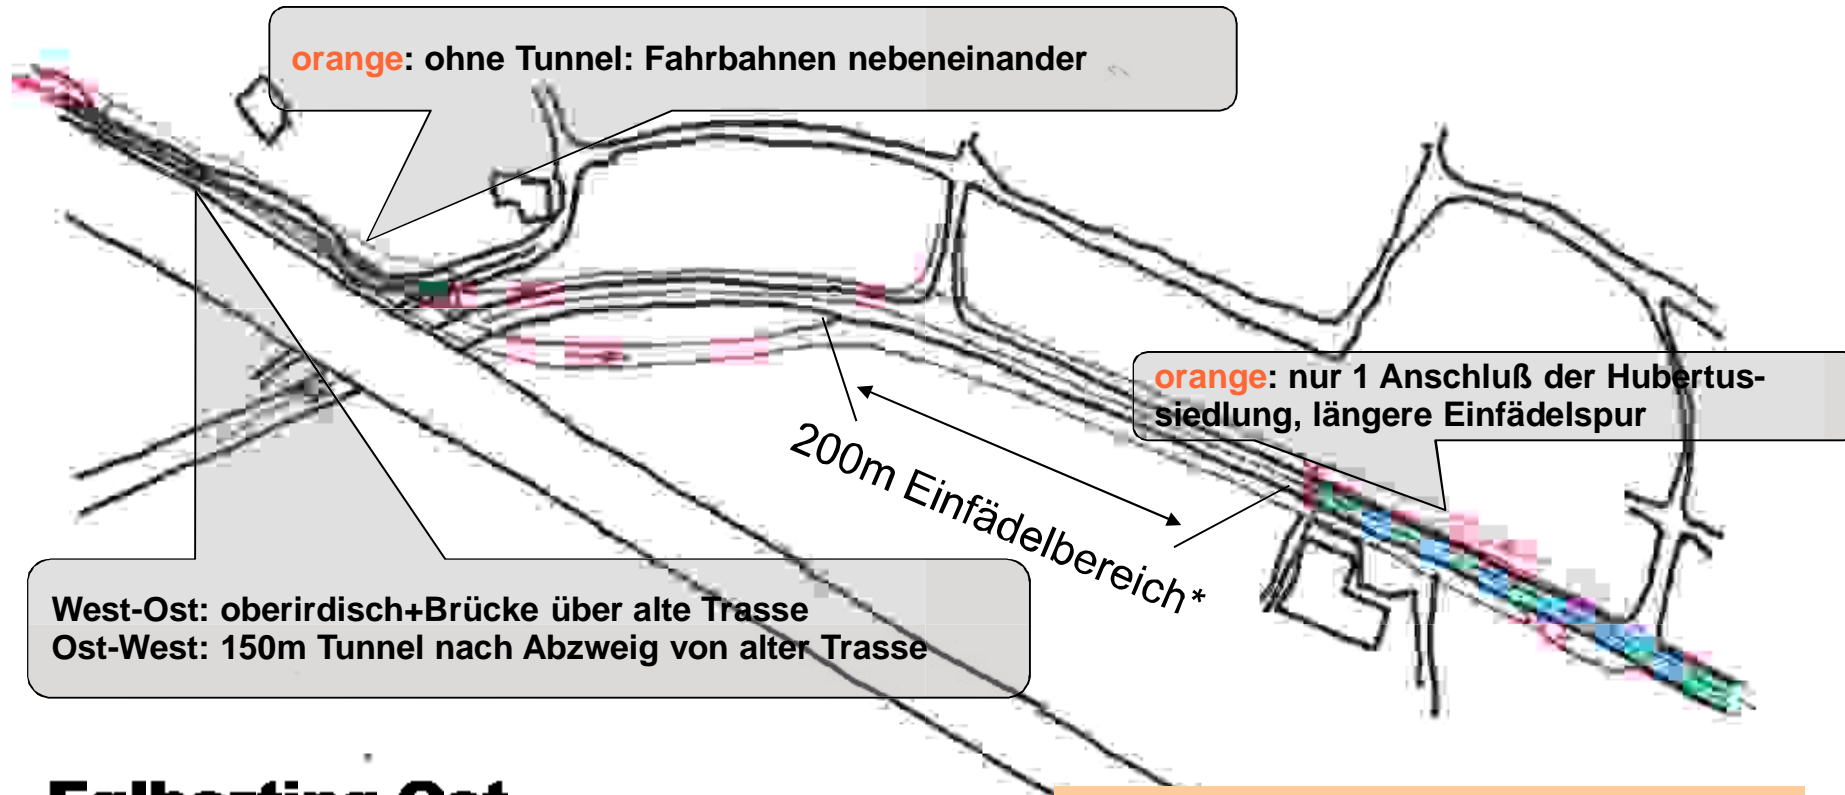 orange: ohne Tunnel: Fahrbahnen nebeneinander
orange: nur 1 Anschluß der Hubertus-
siedlung, längere Einfädelspur
200m Einfädelbereich*
West-Ost: oberirdisch+Brücke über alte Trasse
Ost-West: 150m Tunnel nach Abzweig von alter Trasse